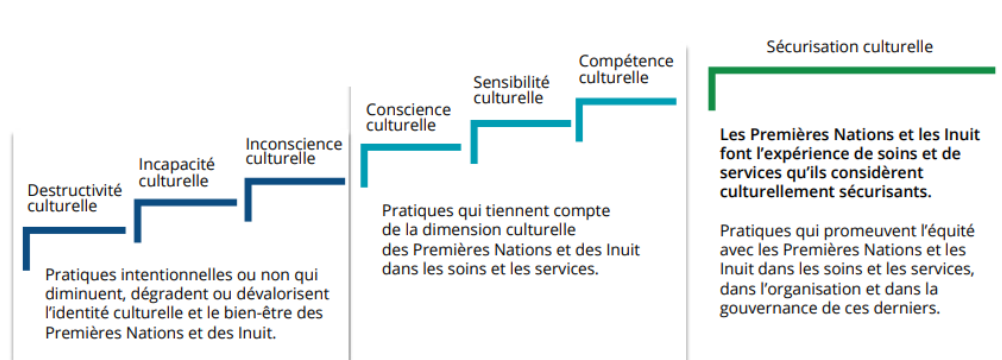 Destructivité
culturelle
Incapacité
culturelle
Inconscience
culturelle
Pratiques intentionnelles ou non qui
diminuent, dégradent ou dévalorisent
l’identité culturelle et le bien-être des
Premières Nations et des Inuit.
Conscience
culturelle
Sensibilité
culturelle
Compétence
culturelle
Pratiques qui tiennent compte
de la dimension culturelle
des Premières Nations et des Inuit
dans les soins et les services.
Sécurisation culturelle
Les Premières Nations et les Inuit
font l’expérience de soins et de
services qu’ils considèrent
culturellement sécurisants.
Pratiques qui promeuvent l’équité
avec les Premières Nations et les
Inuit dans les soins et les services,
dans l’organisation et dans la
gouvernance de ces derniers.